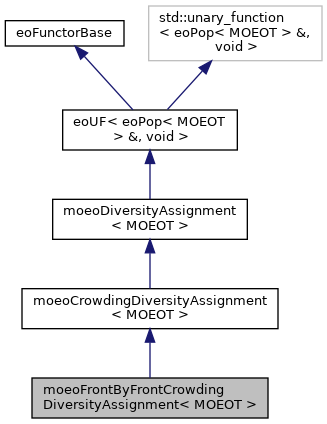 eoFunctorBase
std::unary_function
< eoPop< MOEOT > &,
void >
eoUF< eoPop< MOEOT
> &, void >
moeoDiversityAssignment
< MOEOT >
moeoCrowdingDiversityAssignment
< MOEOT >
moeoFrontByFrontCrowding
DiversityAssignment< MOEOT >